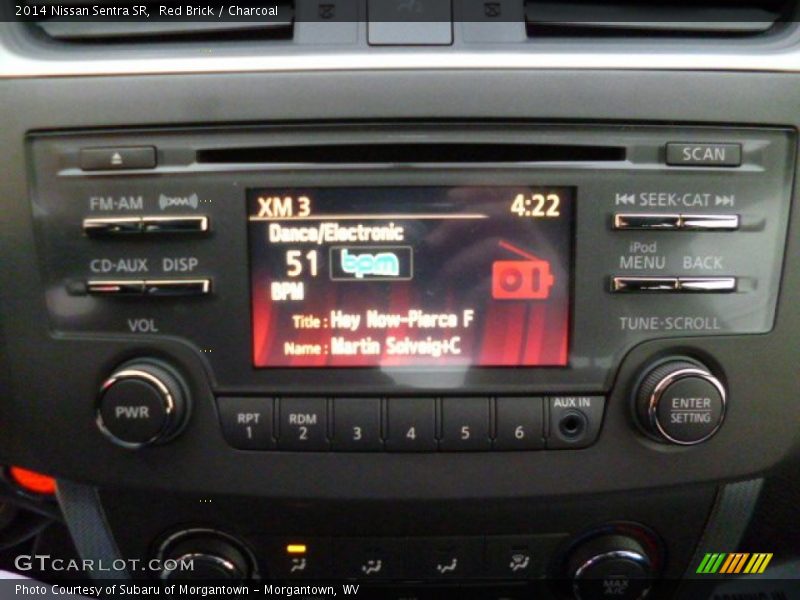 2014 Nissan Sentra SR,  Red Brick / Charcoal
SCAN
FM·AM XM SEEK·CAT
XM 3 4:22
Dance/Electronic
51 bpm
BPM
CD·AUX DISP
iPod
MENU BACK
Title : Hey Now-Pierce F
Name : Martin Solveig+C
VOL
TUNE·SCROLL
PWR
RPT
1
RDM
2
3
4
5
6
AUX IN
ENTER
SETTING
MAX
A/C
GTCARLOT.COM
Photo Courtesy of Subaru of Morgantown – Morgantown, WV